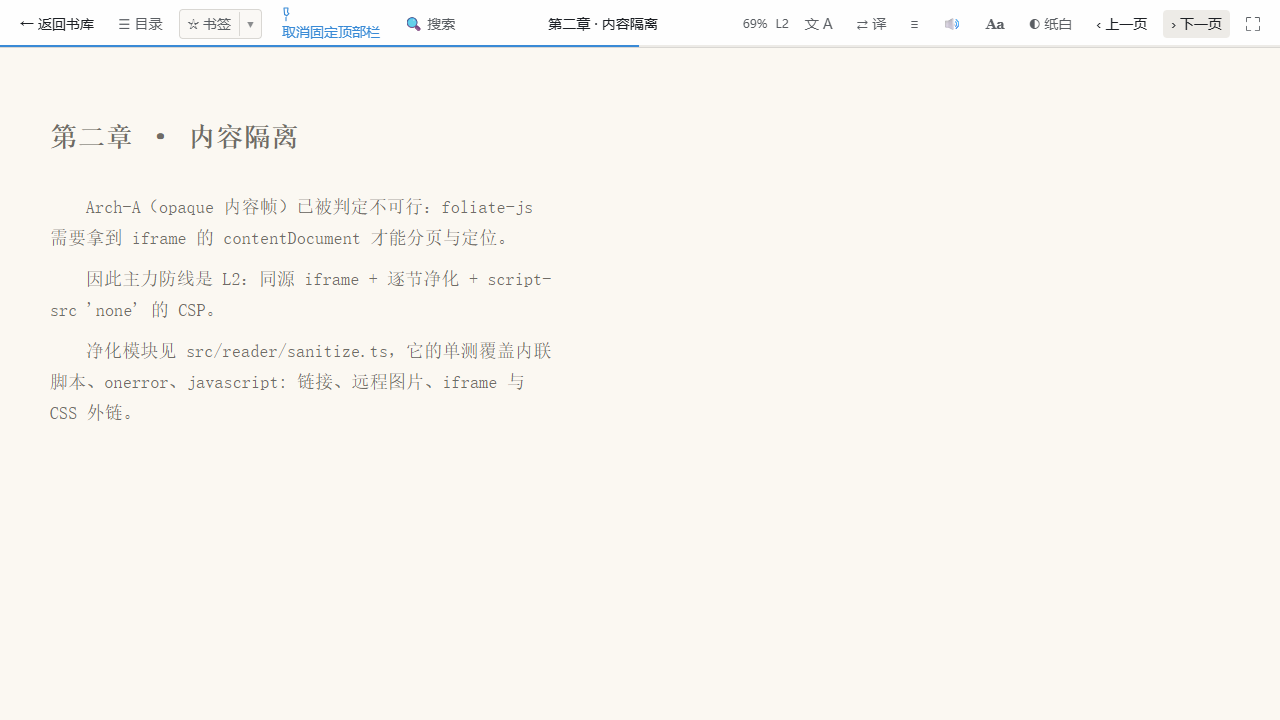 ← 返回书库 ☰ 目录 ☆ 书签 ▾ 取消固定顶部栏 搜索 第二章 · 内容隔离 69% L2 文 A ⇄ 译 ≡ Aa ◐ 纸白 ‹ 上一页 › 下一页
第二章 · 内容隔离
Arch-A（opaque 内容帧）已被判定不可行：foliate-js
需要拿到 iframe 的 contentDocument 才能分页与定位。
因此主力防线是 L2：同源 iframe + 逐节净化 + script-
src 'none' 的 CSP。
净化模块见 src/reader/sanitize.ts，它的单测覆盖内联
脚本、onerror、javascript: 链接、远程图片、iframe 与
CSS 外链。